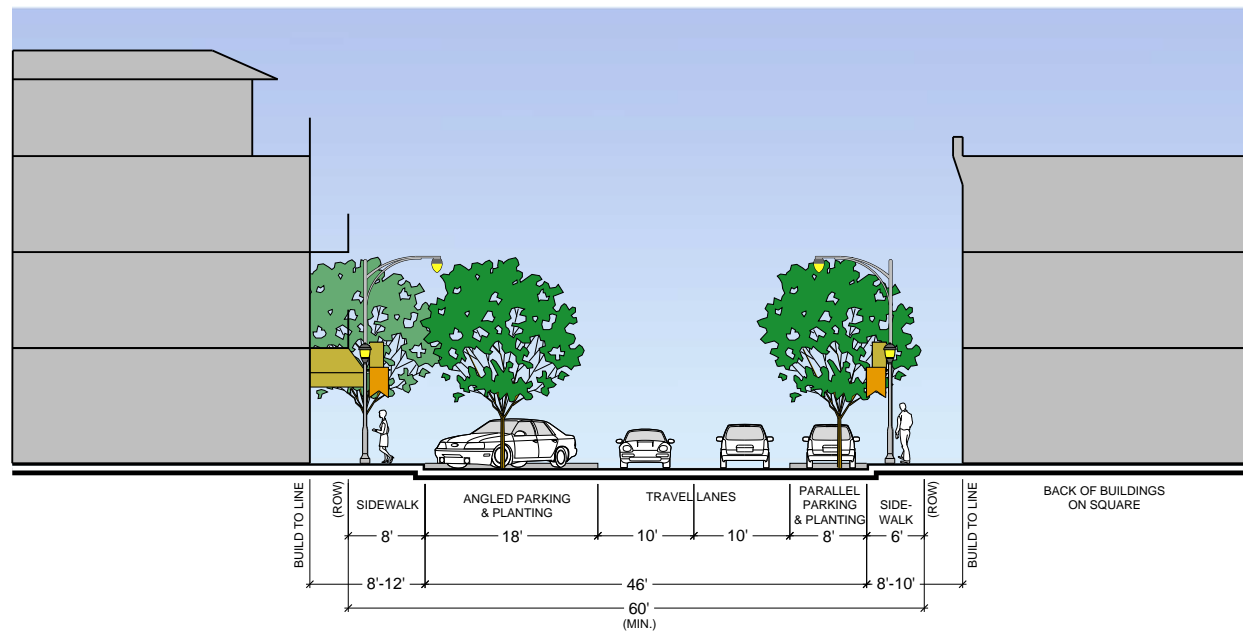 BUILD TO LINE
(ROW)
SIDEWALK
8'
ANGLED PARKING
& PLANTING
18'
TRAVEL LANES
10'
10'
PARALLEL
PARKING
& PLANTING
8'
SIDE-
WALK
6'
(ROW)
BUILD TO LINE
BACK OF BUILDINGS
ON SQUARE
8'-12'
46'
8'-10'
60'
(MIN.)